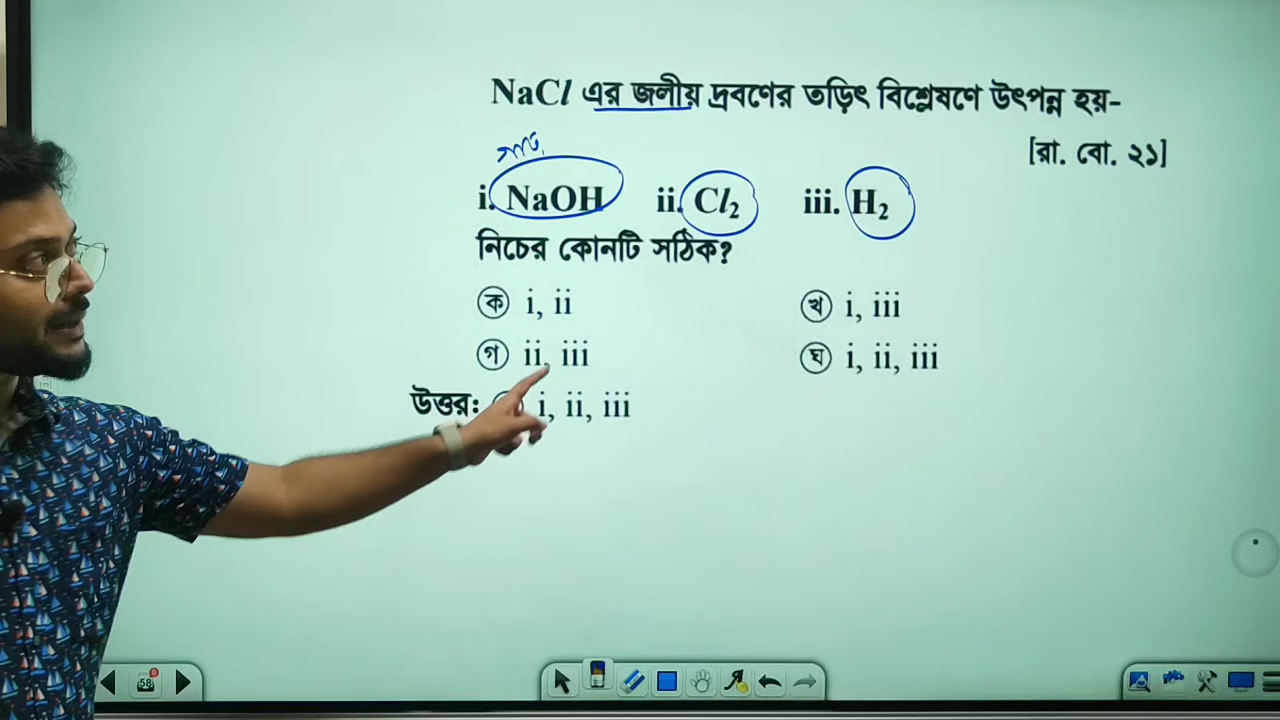 NaCl এর জলীয় দ্রবণের তড়িৎ বিশ্লেষণে উৎপন্ন হয়-
[রা. বো. ২১]
i. NaOH ii. Cl₂ iii. H₂
নিচের কোনটি সঠিক?
ক i, ii খ i, iii
গ ii, iii ঘ i, ii, iii
উত্তর: i, ii, iii
58